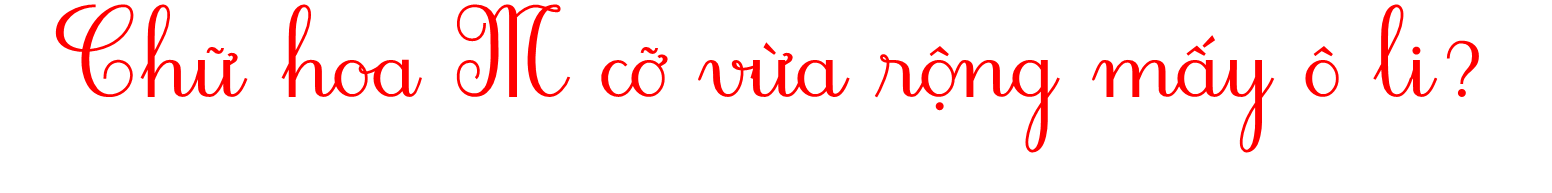 Chữ hoa M cỡ vừa rộng mấy ô li?